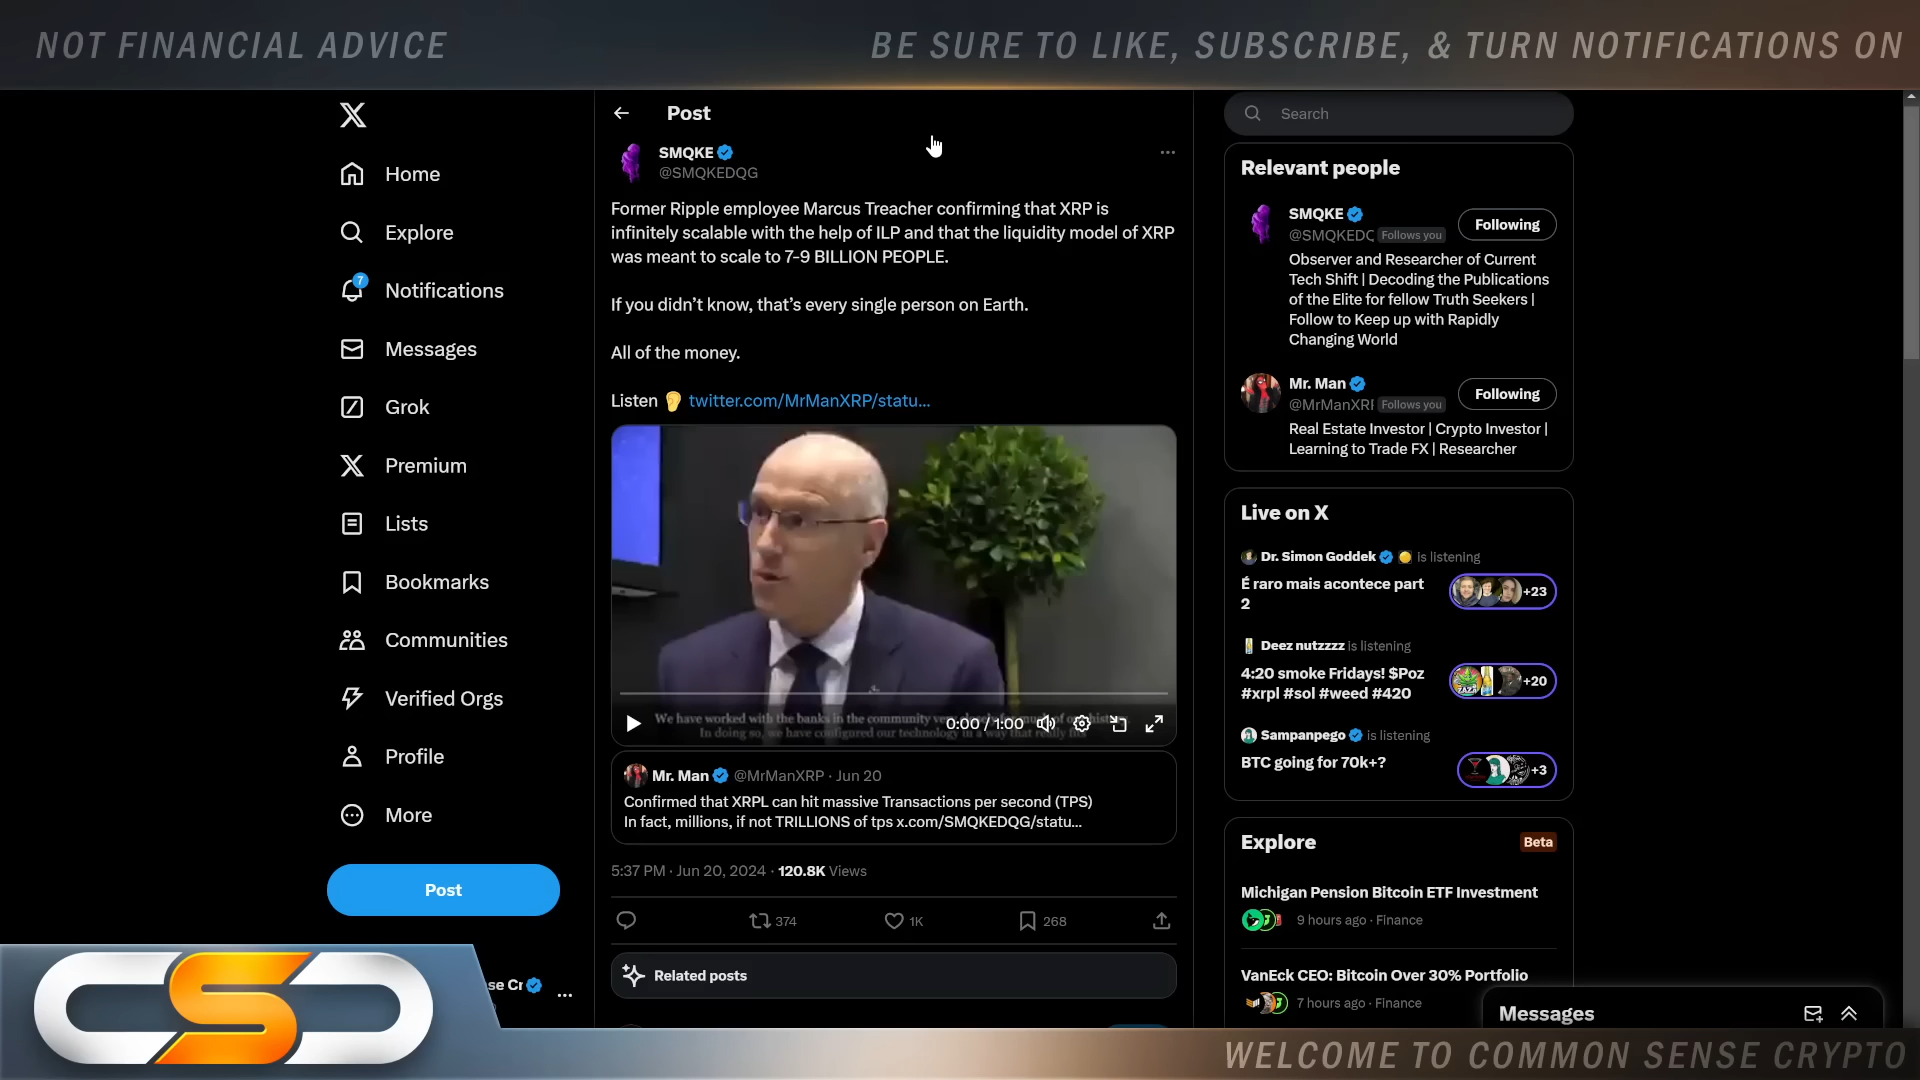 NOT FINANCIAL ADVICE
BE SURE TO LIKE, SUBSCRIBE, & TURN NOTIFICATIONS ON
Home
Explore
7
Notifications
Messages
Grok
Premium
Lists
Bookmarks
Communities
Verified Orgs
Profile
More
Post
se Cr
Post
SMQKE
@SMQKEDQG
Former Ripple employee Marcus Treacher confirming that XRP is
infinitely scalable with the help of ILP and that the liquidity model of XRP
was meant to scale to 7-9 BILLION PEOPLE.
If you didn’t know, that’s every single person on Earth.
All of the money.
Listen 👂 twitter.com/MrManXRP/statu...
We have worked with the banks in the community
0:00 / 1:00
In doing so, we have configured our technology in a way that really
Mr. Man @MrManXRP · Jun 20
Confirmed that XRPL can hit massive Transactions per second (TPS)
In fact, millions, if not TRILLIONS of tps x.com/SMQKEDQG/statu...
5:37 PM · Jun 20, 2024 · 120.8K Views
374
1K
268
Related posts
Search
Relevant people
SMQKE
@SMQKEDC Follows you
Following
Observer and Researcher of Current
Tech Shift | Decoding the Publications
of the Elite for fellow Truth Seekers |
Follow to Keep up with Rapidly
Changing World
Mr. Man
@MrManXRI Follows you
Following
Real Estate Investor | Crypto Investor |
Learning to Trade FX | Researcher
Live on X
Dr. Simon Goddek is listening
É raro mais acontece part
2
+23
Deez nutzzzz is listening
4:20 smoke Fridays! $Poz
#xrpl #sol #weed #420
+20
Sampanpego is listening
BTC going for 70k+?
+3
Explore
Beta
Michigan Pension Bitcoin ETF Investment
9 hours ago · Finance
VanEck CEO: Bitcoin Over 30% Portfolio
7 hours ago · Finance
Messages
CSC
WELCOME TO COMMON SENSE CRYPTO